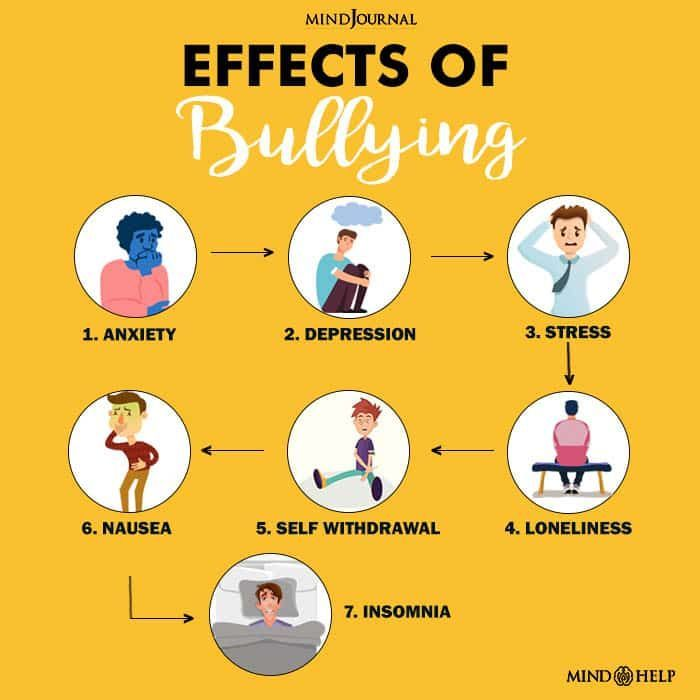 MINDJOURNAL
EFFECTS OF
Bullying
1. ANXIETY
2. DEPRESSION
3. STRESS
4. LONELINESS
5. SELF WITHDRAWAL
6. NAUSEA
7. INSOMNIA
MIND HELP